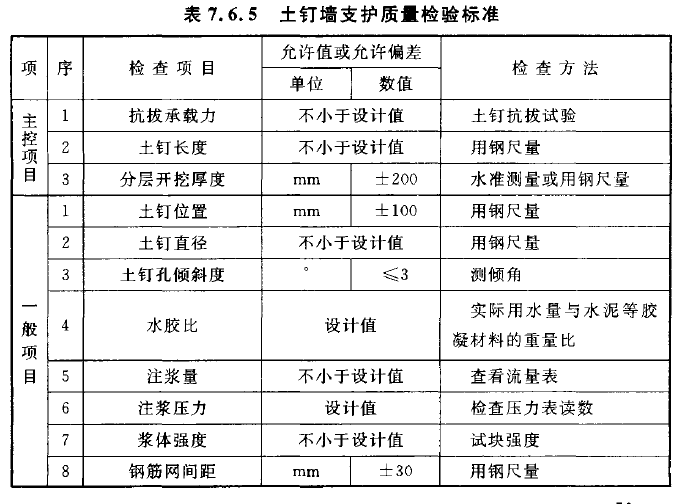 表 7.6.5 土钉墙支护质量检验标准
项 序 检查项目 允许值或允许偏差 检查方法
单位 数值
主控项目
1 抗拔承载力 不小于设计值 土钉抗拔试验
2 土钉长度 不小于设计值 用钢尺量
3 分层开挖厚度 mm ±200 水准测量或用钢尺量
一般项目
1 土钉位置 mm ±100 用钢尺量
2 土钉直径 不小于设计值 用钢尺量
3 土钉孔倾斜度 ° ≤3 测倾角
4 水胶比 设计值 实际用水量与水泥等胶
凝材料的重量比
5 注浆量 不小于设计值 查看流量表
6 注浆压力 设计值 检查压力表读数
7 浆体强度 不小于设计值 试块强度
8 钢筋网间距 mm ±30 用钢尺量